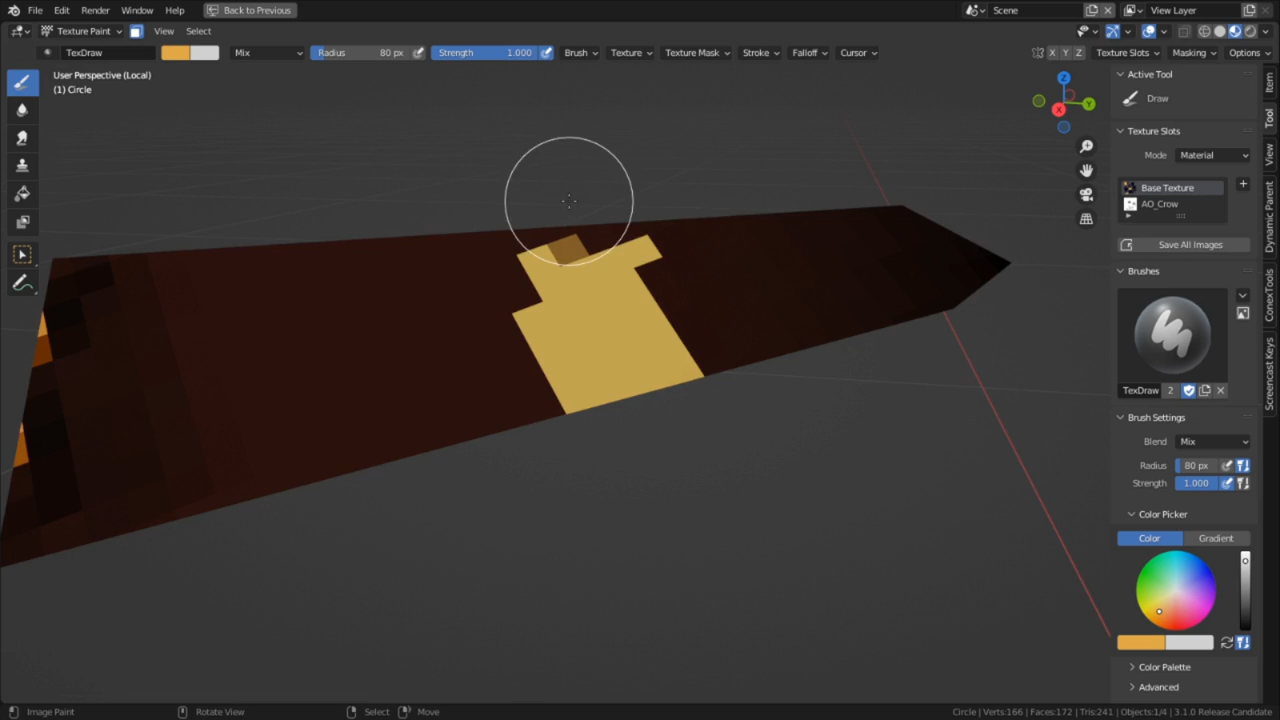 File Edit Render Window Help Back to Previous Scene View Layer
Texture Paint View Select
TexDraw Mix Radius 80 px Strength 1.000 Brush Texture Texture Mask Stroke Falloff Cursor X Y Z Texture Slots Masking Options
User Perspective (Local)
(1) Circle
Z
Y
X
Active Tool
Draw
Texture Slots
Mode Material
Base Texture
AO_Crow
Save All Images
Brushes
TexDraw 2
Brush Settings
Blend Mix
Radius 80 px
Strength 1.000
Color Picker
Color Gradient
Color Palette
Advanced
Item
Tool
View
Dynamic Parent
ConexTools
Screencast Keys
Image Paint Rotate View Select Move Circle | Verts:166 | Faces:172 | Tris:241 | Objects:1/4 | 3.1.0 Release Candidate